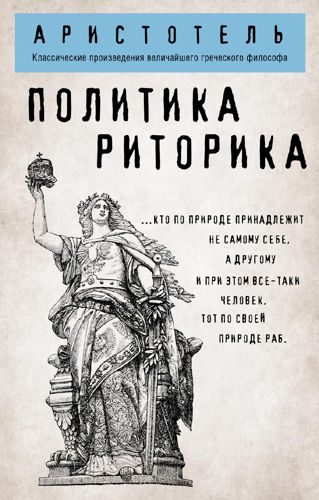 АРИСТОТЕЛЬ
Классические произведения величайшего греческого философа
ПОЛИТИКА
РИТОРИКА
...КТО ПО ПРИРОДЕ ПРИНАДЛЕЖИТ
НЕ САМОМУ СЕБЕ,
А ДРУГОМУ
И ПРИ ЭТОМ ВСЕ-ТАКИ
ЧЕЛОВЕК,
ТОТ ПО СВОЕЙ
ПРИРОДЕ РАБ.